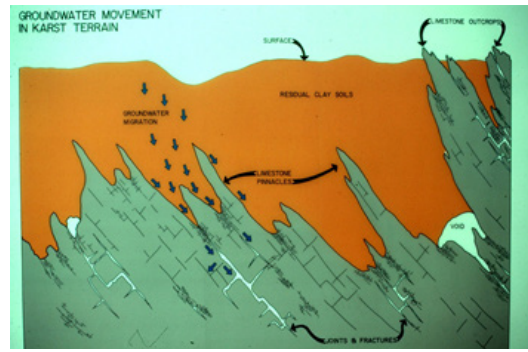 GROUNDWATER MOVEMENT
IN KARST TERRAIN
LIMESTONE OUTCROPS
SURFACE
RESIDUAL CLAY SOILS
GROUNDWATER
MIGRATION
LIMESTONE
PINNACLES
VOID
JOINTS & FRACTURES